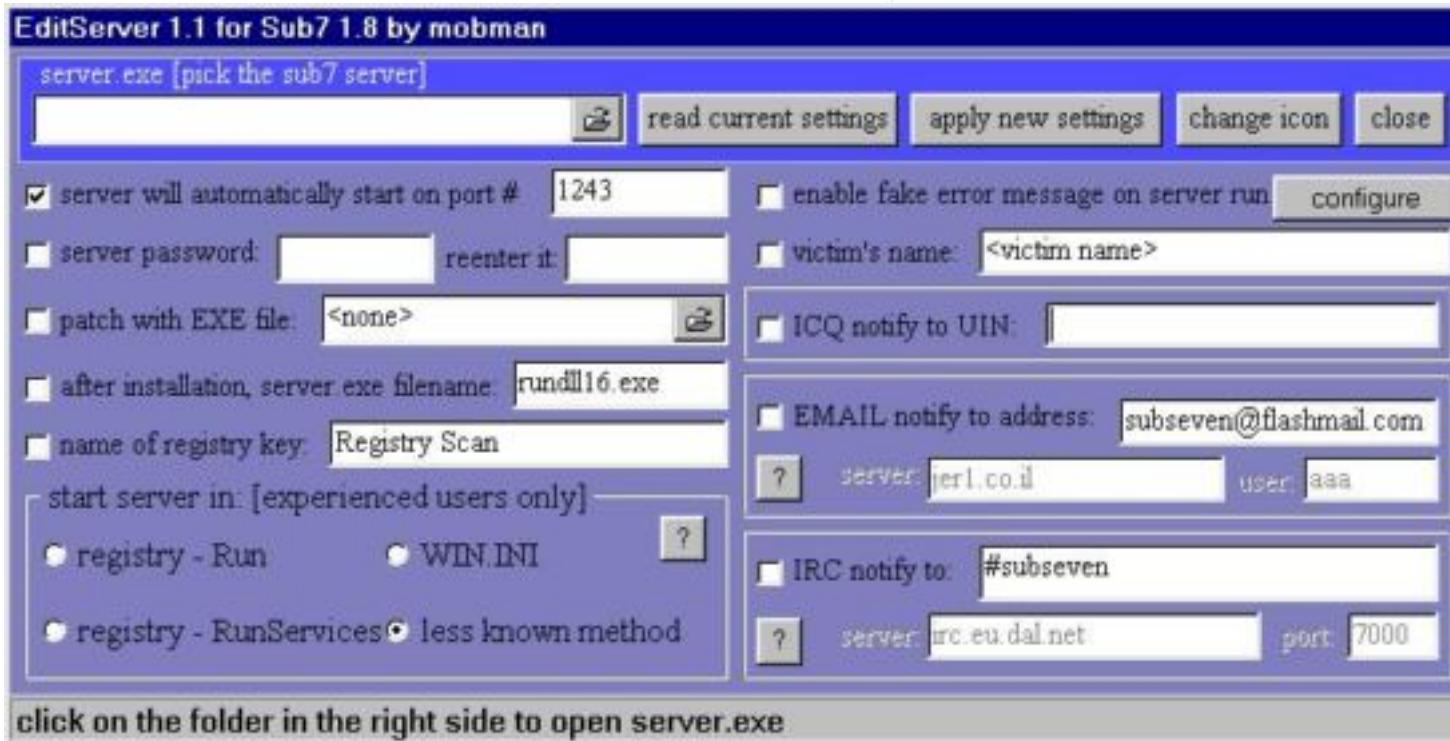 EditServer 1.1 for Sub7 1.8 by mobman
server.exe [pick the sub7 server]
read current settings
apply new settings
change icon
close
server will automatically start on port # 1243
server password:
reenter it:
patch with EXE file: <none>
after installation, server exe filename: rundll16.exe
name of registry key: Registry Scan
start server in: [experienced users only]
?
registry - Run
WIN.INI
registry - RunServices
less known method
enable fake error message on server run
configure
victim's name: <victim name>
ICQ notify to UIN:
EMAIL notify to address: subseven@flashmail.com
?
server: jer1.co.il
user: aaa
IRC notify to: #subseven
?
server: irc.eu.dal.net
port: 7000
click on the folder in the right side to open server.exe